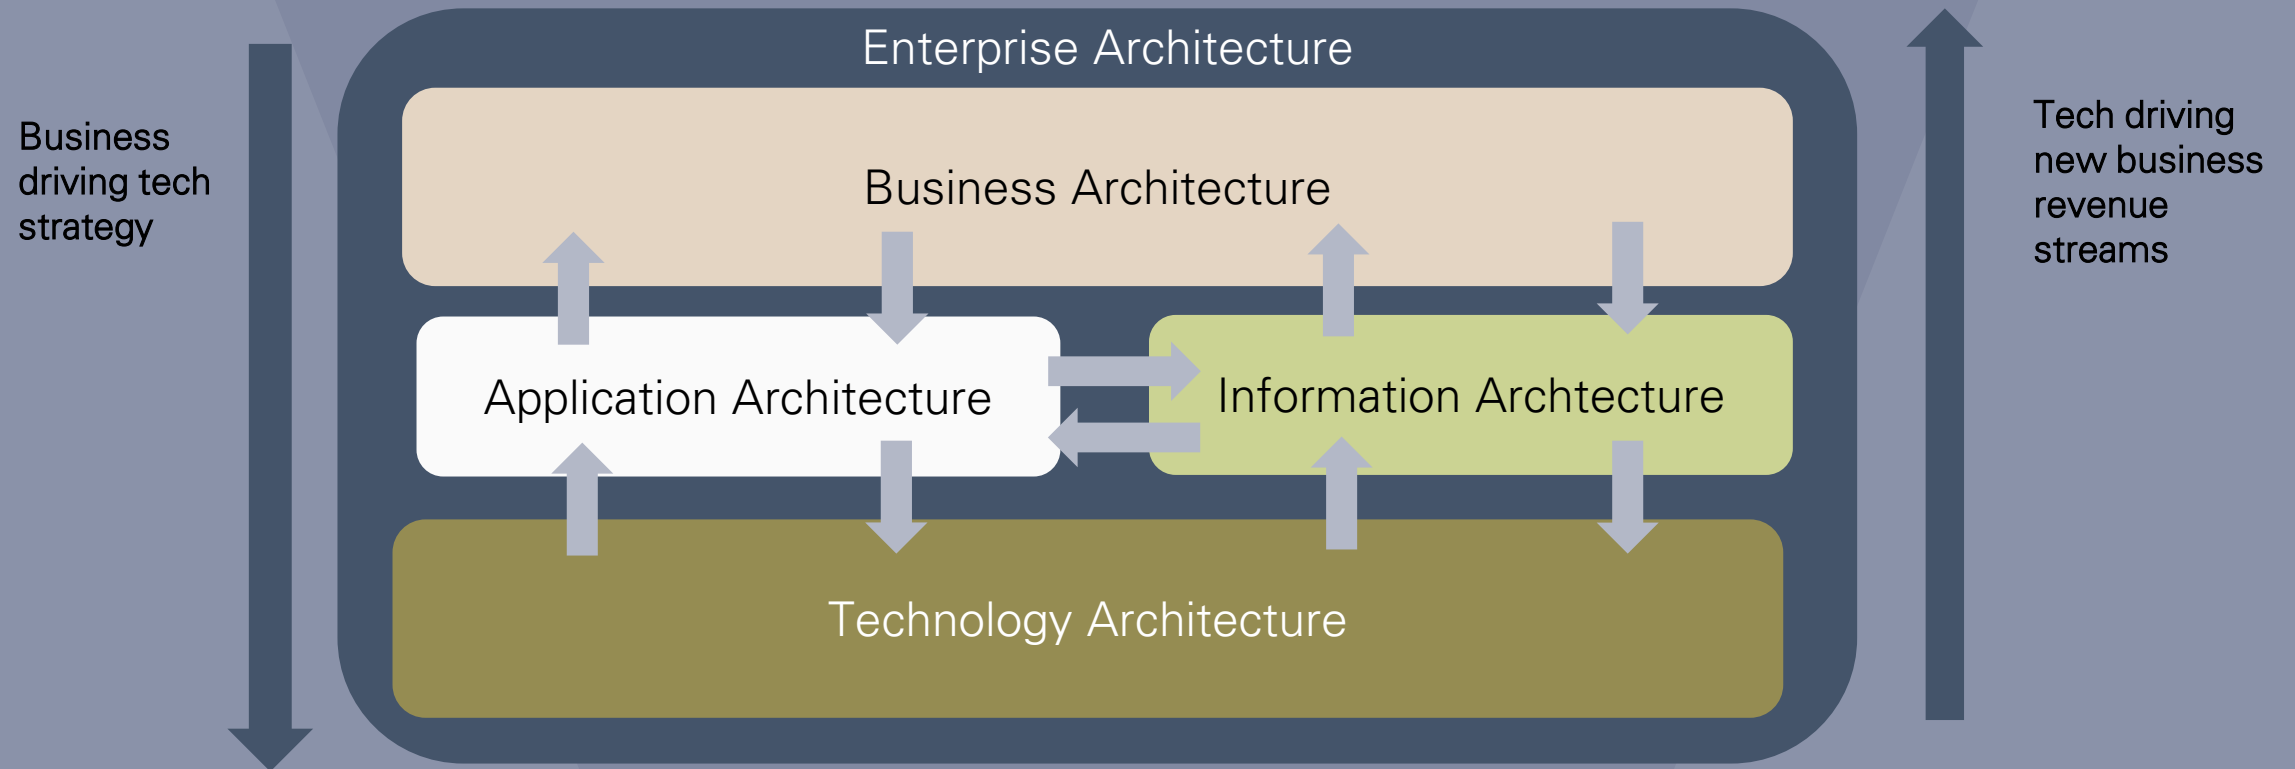 Enterprise Architecture
Business
driving tech
strategy
Tech driving
new business
revenue
streams
Business Architecture
Application Architecture
Information Archtecture
Technology Architecture